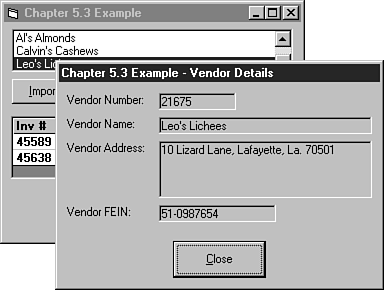 Chapter 5.3 Example
Al's Almonds
Calvin's Cashews
Leo's
Chapter 5.3 Example - Vendor Details
Vendor Number: 21675
Vendor Name: Leo's Lichees
Vendor Address: 10 Lizard Lane, Lafayette, La. 70501
Inv #
45589
45638
Vendor FEIN: 51-0987654
Close